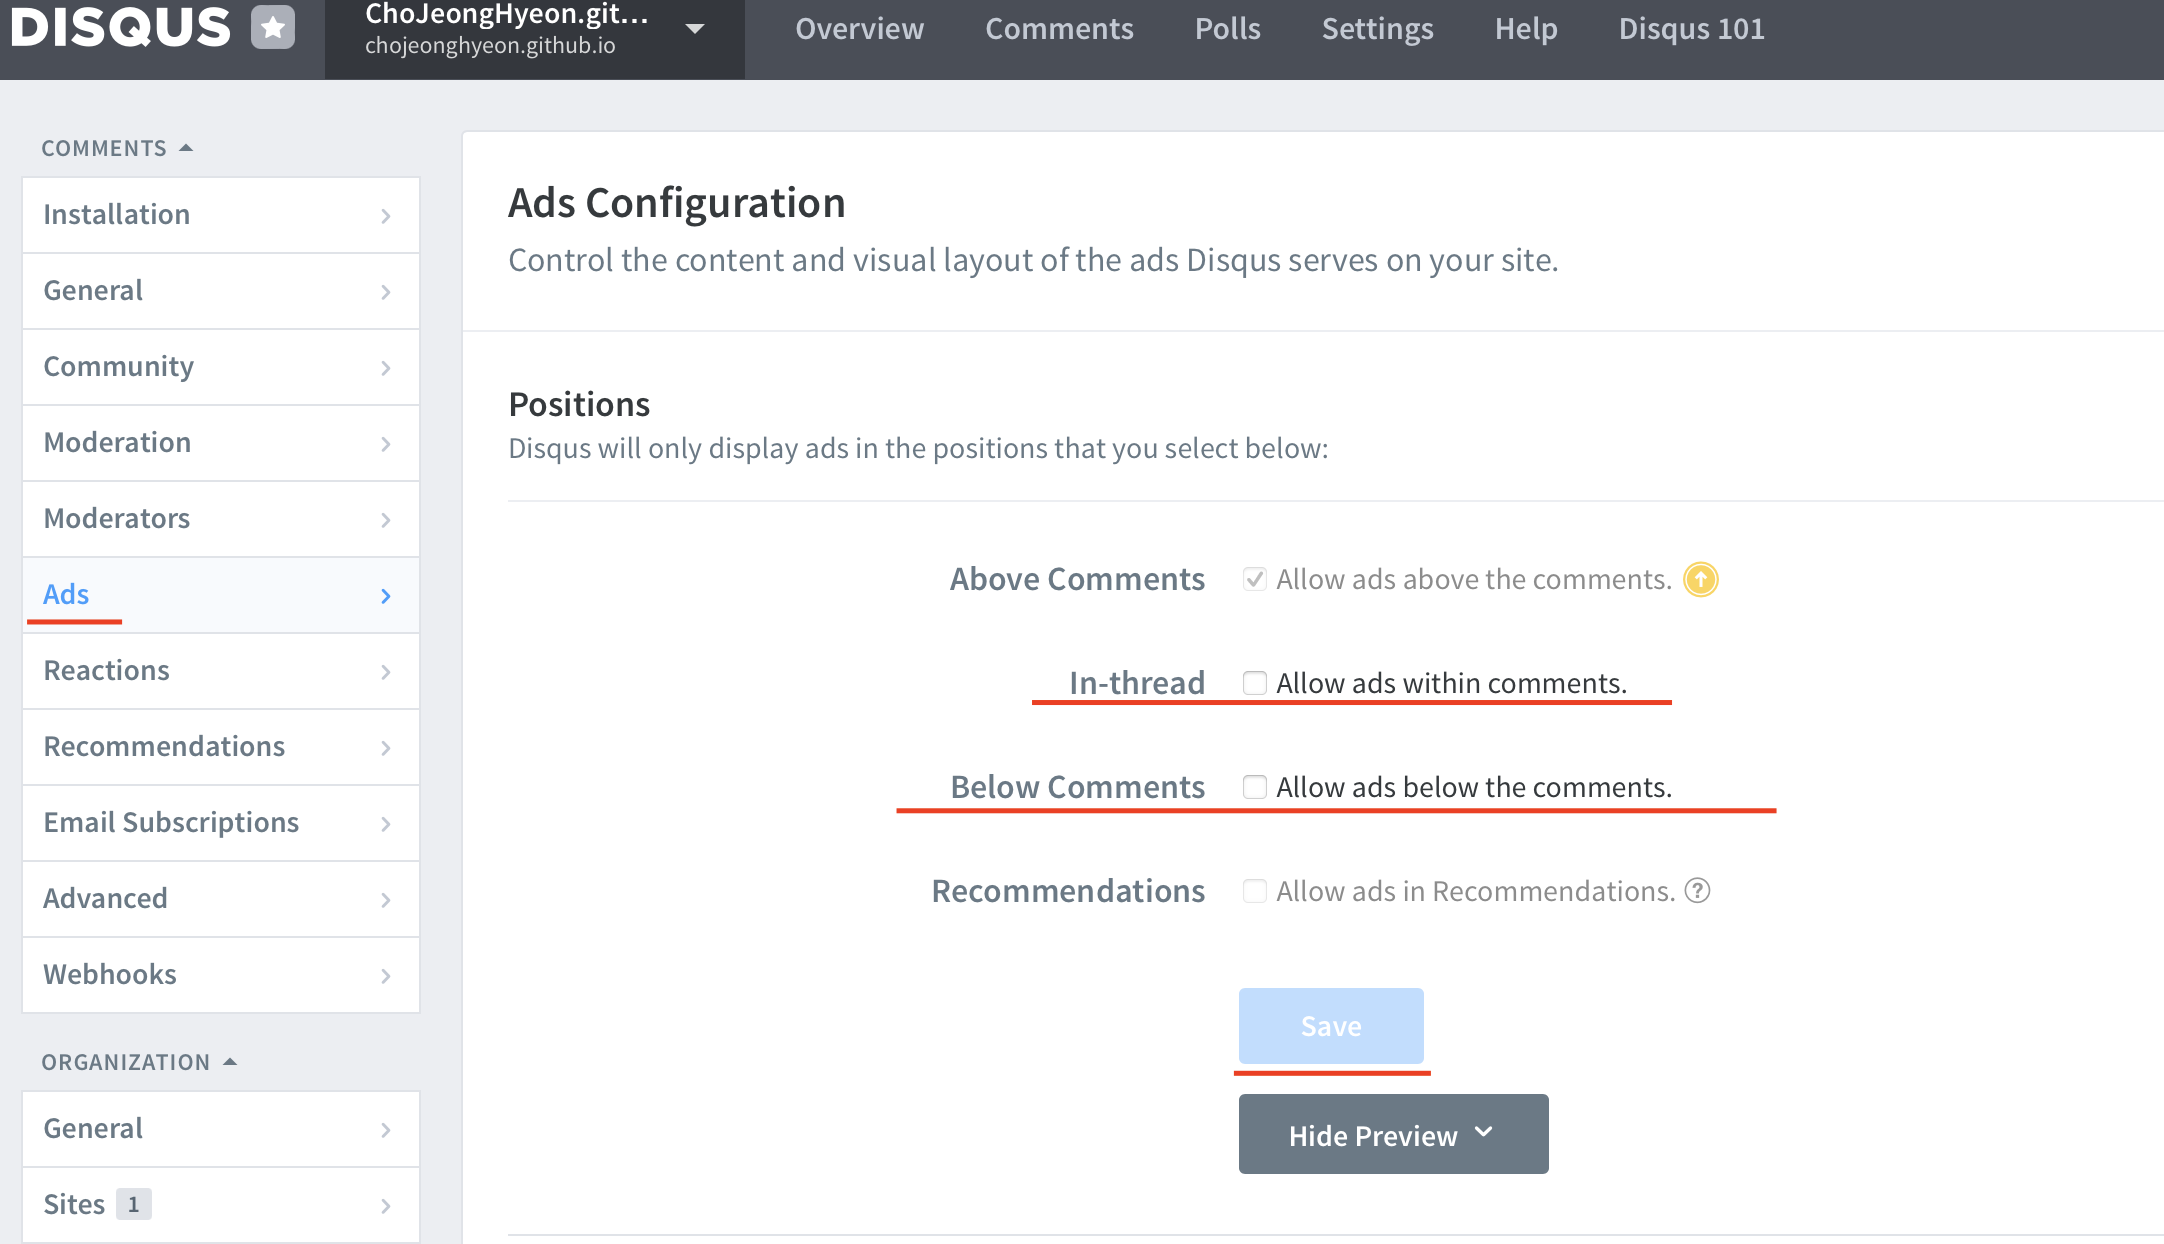 DISQUS
ChoJeongHyeon.git...
chojeonghyeon.github.io
Overview
Comments
Polls
Settings
Help
Disqus 101
COMMENTS
Installation
General
Community
Moderation
Moderators
Ads
Reactions
Recommendations
Email Subscriptions
Advanced
Webhooks
ORGANIZATION
General
Sites 1
Ads Configuration
Control the content and visual layout of the ads Disqus serves on your site.
Positions
Disqus will only display ads in the positions that you select below:
Above Comments Allow ads above the comments.
In-thread Allow ads within comments.
Below Comments Allow ads below the comments.
Recommendations Allow ads in Recommendations. ?
Save
Hide Preview